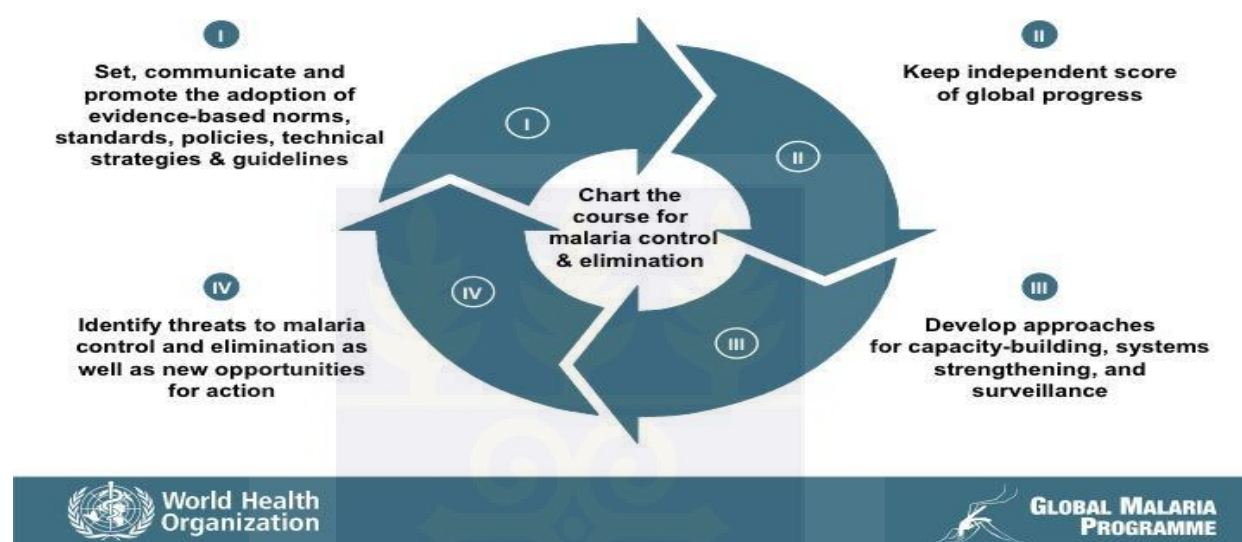 I
Set, communicate and
promote the adoption of
evidence-based norms,
standards, policies, technical
strategies & guidelines
II
Keep independent score
of global progress
I
II
Chart the
course for
malaria control
& elimination
IV
III
IV
Identify threats to malaria
control and elimination as
well as new opportunities
for action
III
Develop approaches
for capacity-building, systems
strengthening, and
surveillance
World Health
Organization
GLOBAL MALARIA
PROGRAMME